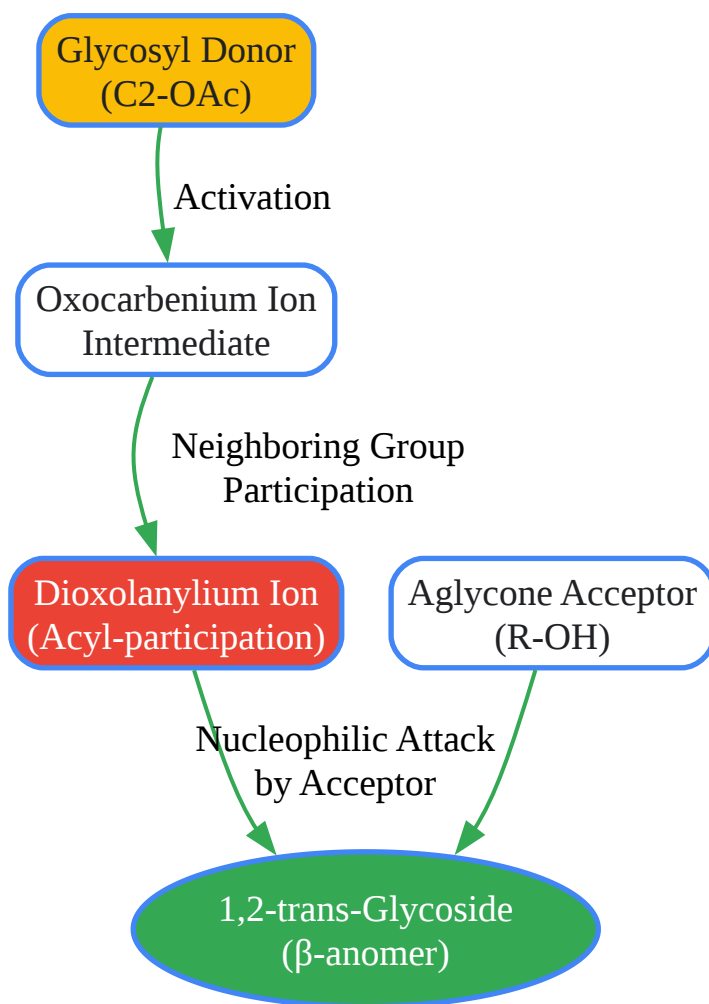 Glycosyl Donor
(C2-OAc)
Activation
Oxocarbenium Ion
Intermediate
Neighboring Group
Participation
Dioxolanylium Ion
(Acyl-participation)
Aglycone Acceptor
(R-OH)
Nucleophilic Attack
by Acceptor
1,2-trans-Glycoside
(β-anomer)